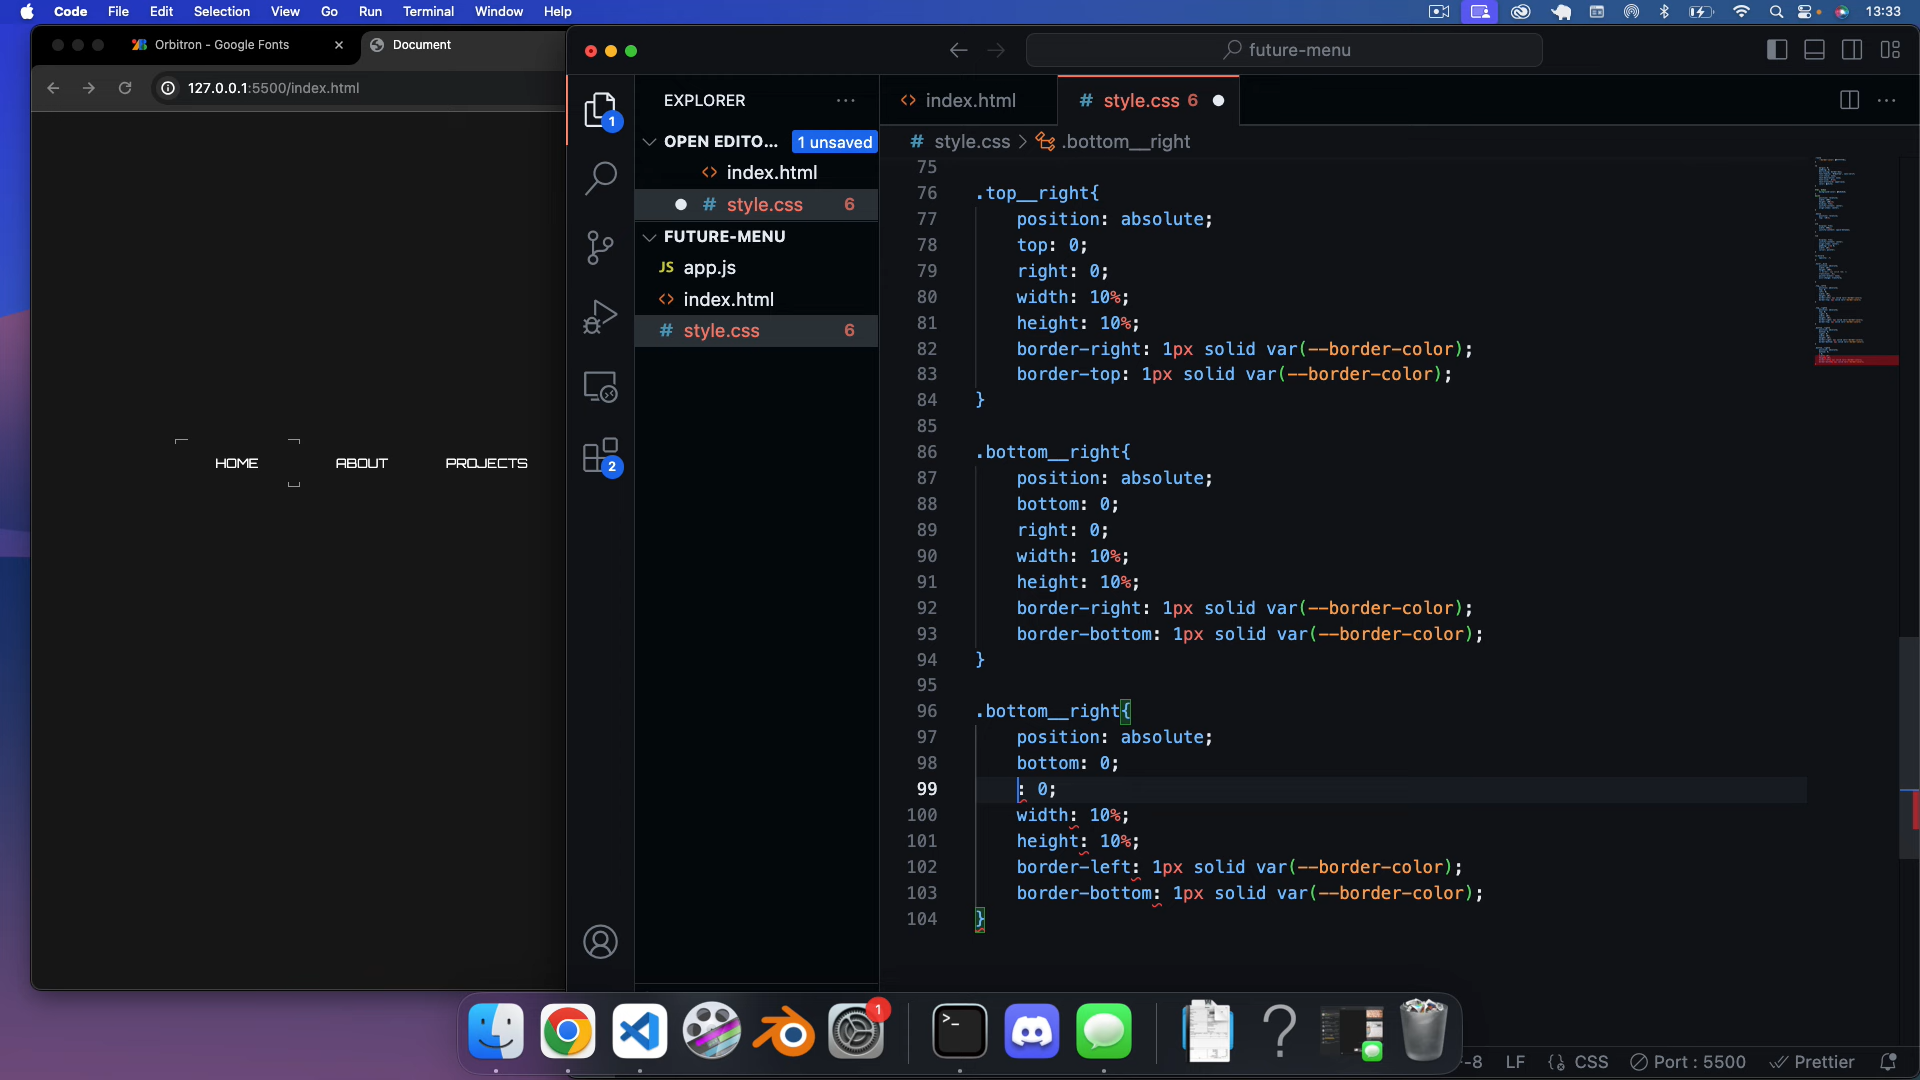 Code File Edit Selection View Go Run Terminal Window Help 13:33
Orbitron - Google Fonts Document
127.0.0.1:5500/index.html
HOME ABOUT PROJECTS
future-menu
EXPLORER
OPEN EDITO... 1 unsaved
index.html
style.css 6
FUTURE-MENU
JS app.js
index.html
# style.css 6
1
2
index.html # style.css 6
# style.css > .bottom__right
75
76 .top__right{
77 position: absolute;
78 top: 0;
79 right: 0;
80 width: 10%;
81 height: 10%;
82 border-right: 1px solid var(--border-color);
83 border-top: 1px solid var(--border-color);
84 }
85
86 .bottom__right{
87 position: absolute;
88 bottom: 0;
89 right: 0;
90 width: 10%;
91 height: 10%;
92 border-right: 1px solid var(--border-color);
93 border-bottom: 1px solid var(--border-color);
94 }
95
96 .bottom__right{
97 position: absolute;
98 bottom: 0;
99 : 0;
100 width: 10%;
101 height: 10%;
102 border-left: 1px solid var(--border-color);
103 border-bottom: 1px solid var(--border-color);
104 }
1
-8 LF {} CSS Port : 5500 Prettier